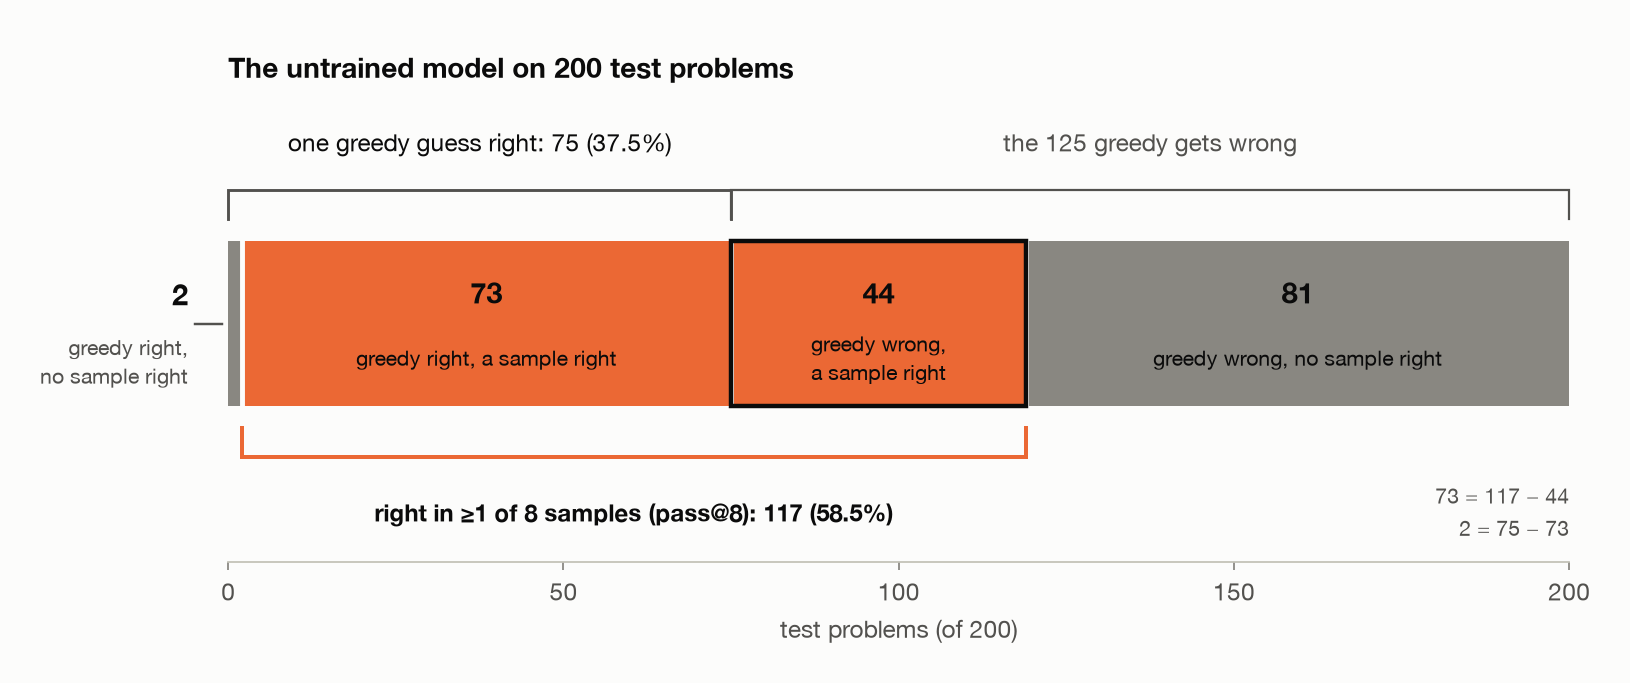 The untrained model on 200 test problems
one greedy guess right: 75 (37.5%)
the 125 greedy gets wrong
2
greedy right,
no sample right
73
greedy right, a sample right
44
greedy wrong,
a sample right
81
greedy wrong, no sample right
right in ≥1 of 8 samples (pass@8): 117 (58.5%)
73 = 117 − 44
2 = 75 − 73
0 50 100 150 200
test problems (of 200)